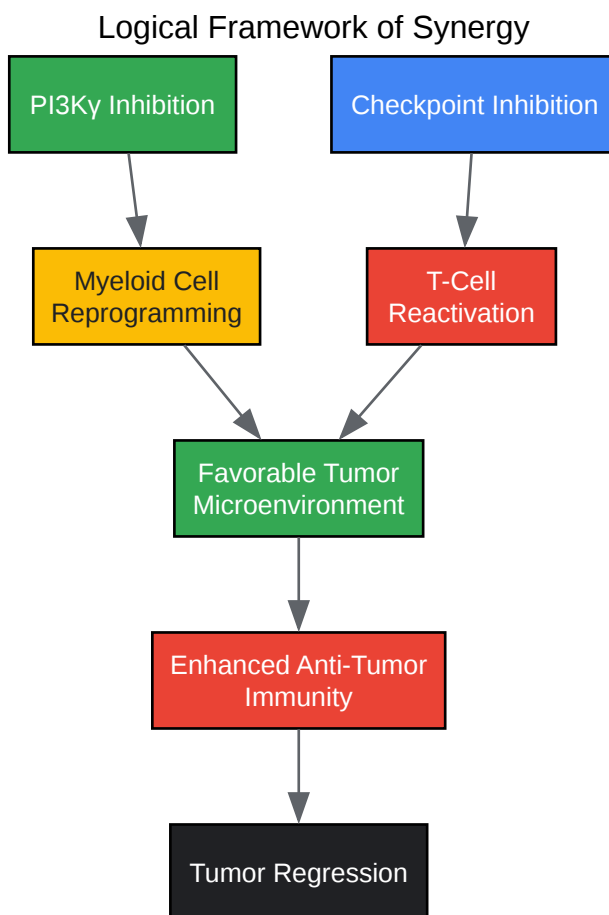 Logical Framework of Synergy
PI3Kγ Inhibition
Checkpoint Inhibition
Myeloid Cell
Reprogramming
T-Cell
Reactivation
Favorable Tumor
Microenvironment
Enhanced Anti-Tumor
Immunity
Tumor Regression